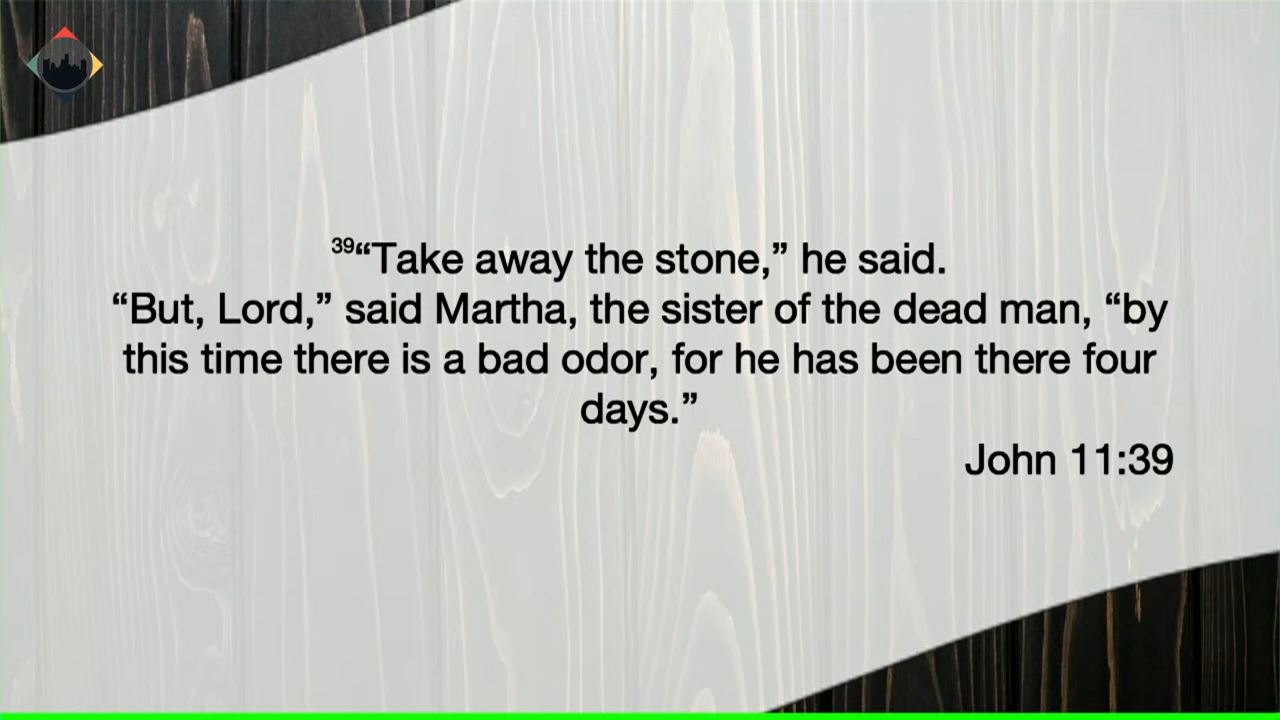 39“Take away the stone,” he said.
“But, Lord,” said Martha, the sister of the dead man, “by
this time there is a bad odor, for he has been there four
days.”
John 11:39